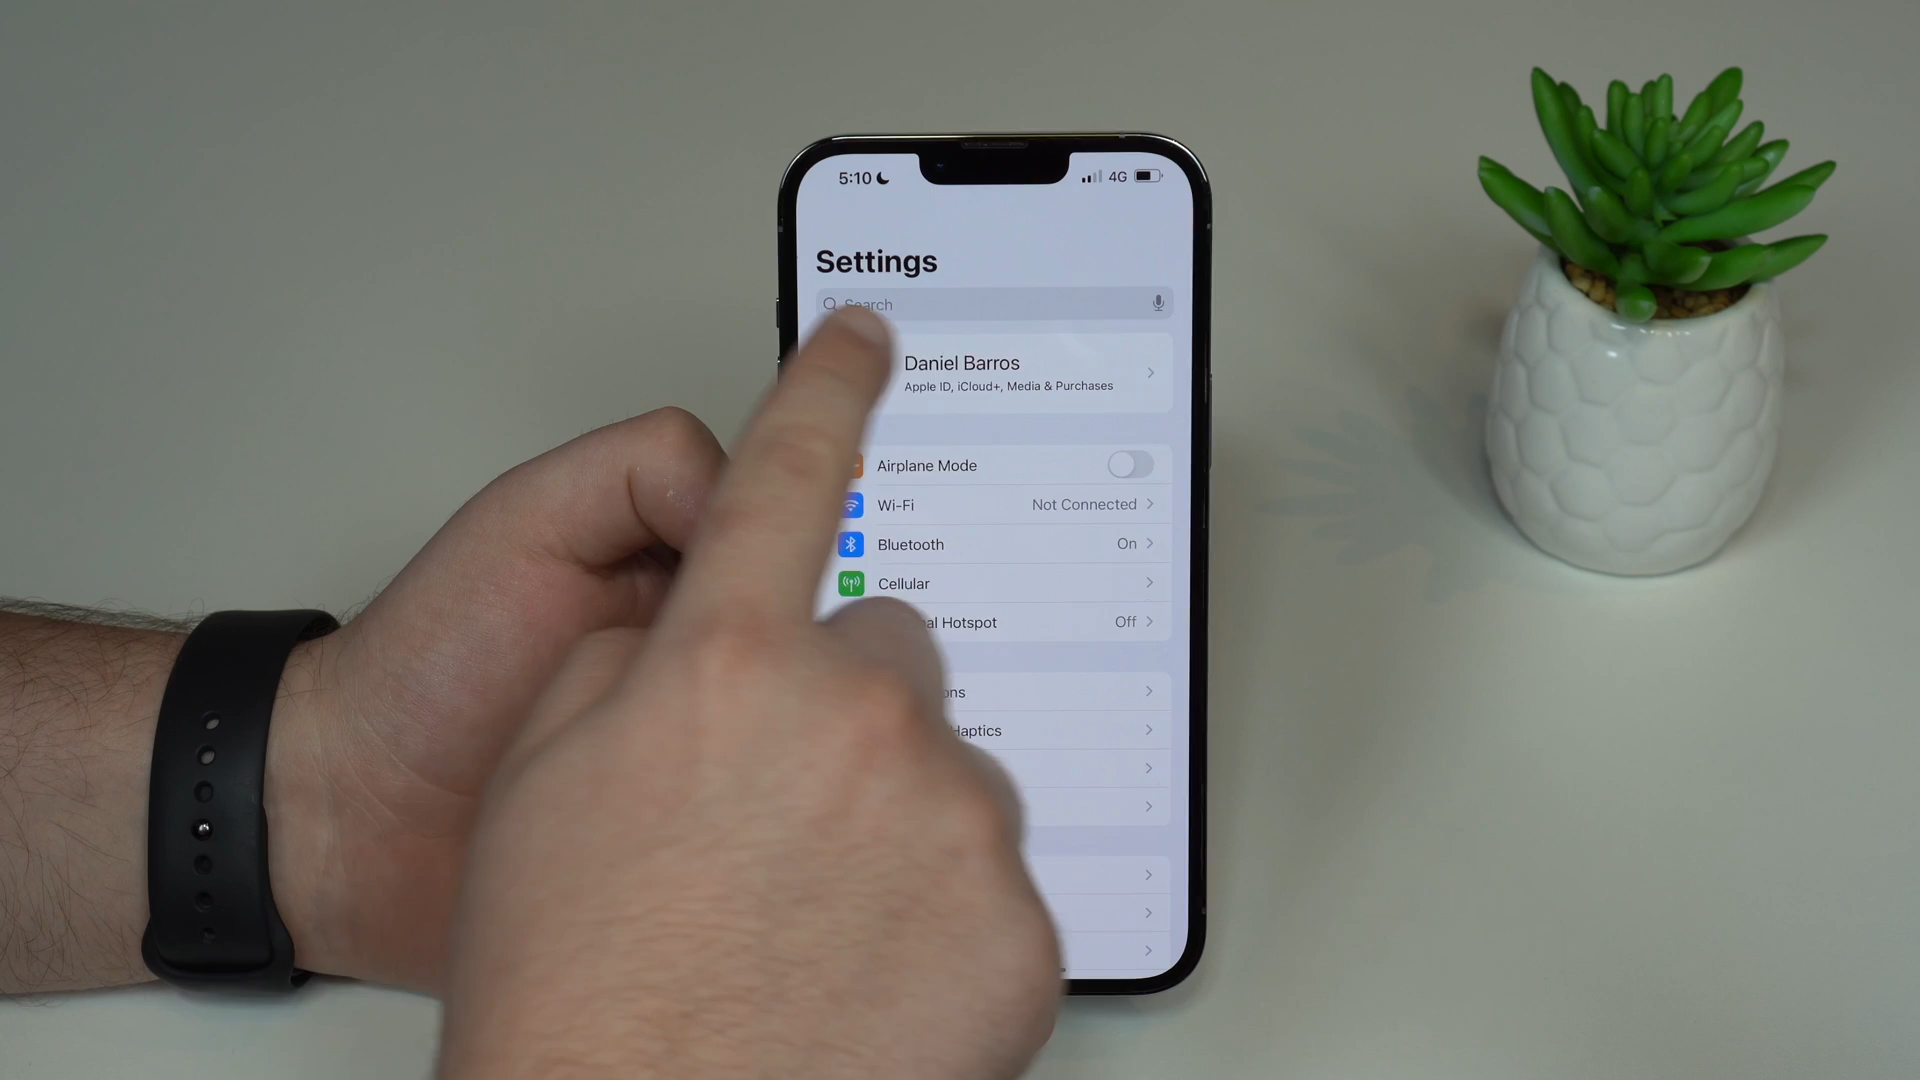 5:10 4G
Settings
Search
Daniel Barros
Apple ID, iCloud+, Media & Purchases
Airplane Mode
Wi-Fi Not Connected
Bluetooth On
Cellular
al Hotspot Off
ons
Haptics